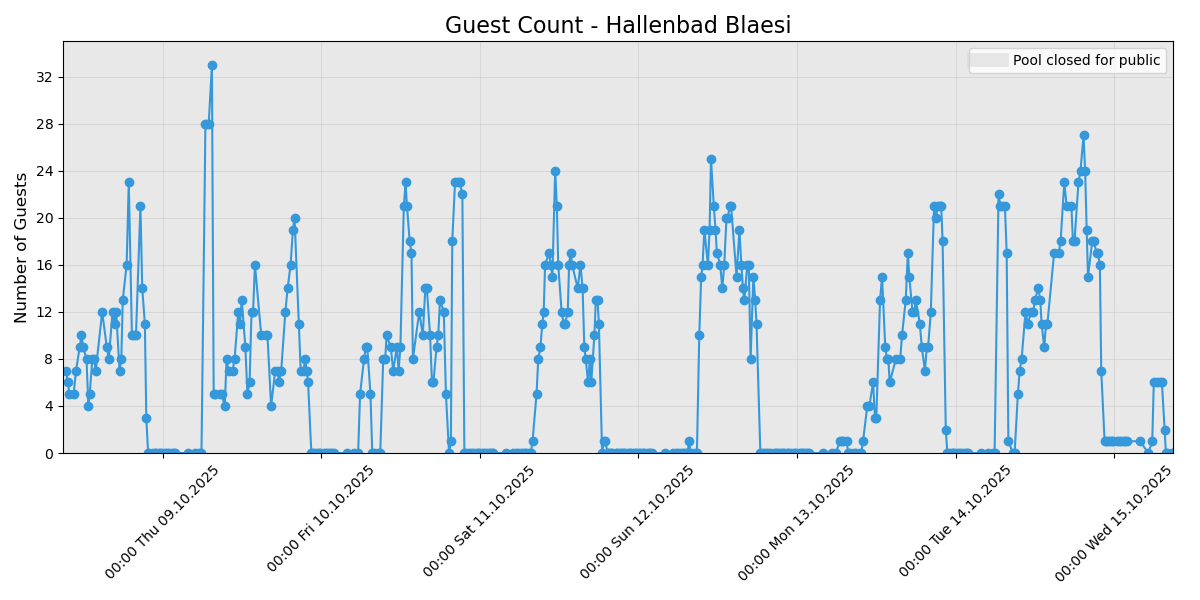 Guest Count - Hallenbad Blaesi
Pool closed for public
Number of Guests
32
28
24
20
16
12
8
4
0
00:00 Thu 09.10.2025
00:00 Fri 10.10.2025
00:00 Sat 11.10.2025
00:00 Sun 12.10.2025
00:00 Mon 13.10.2025
00:00 Tue 14.10.2025
00:00 Wed 15.10.2025